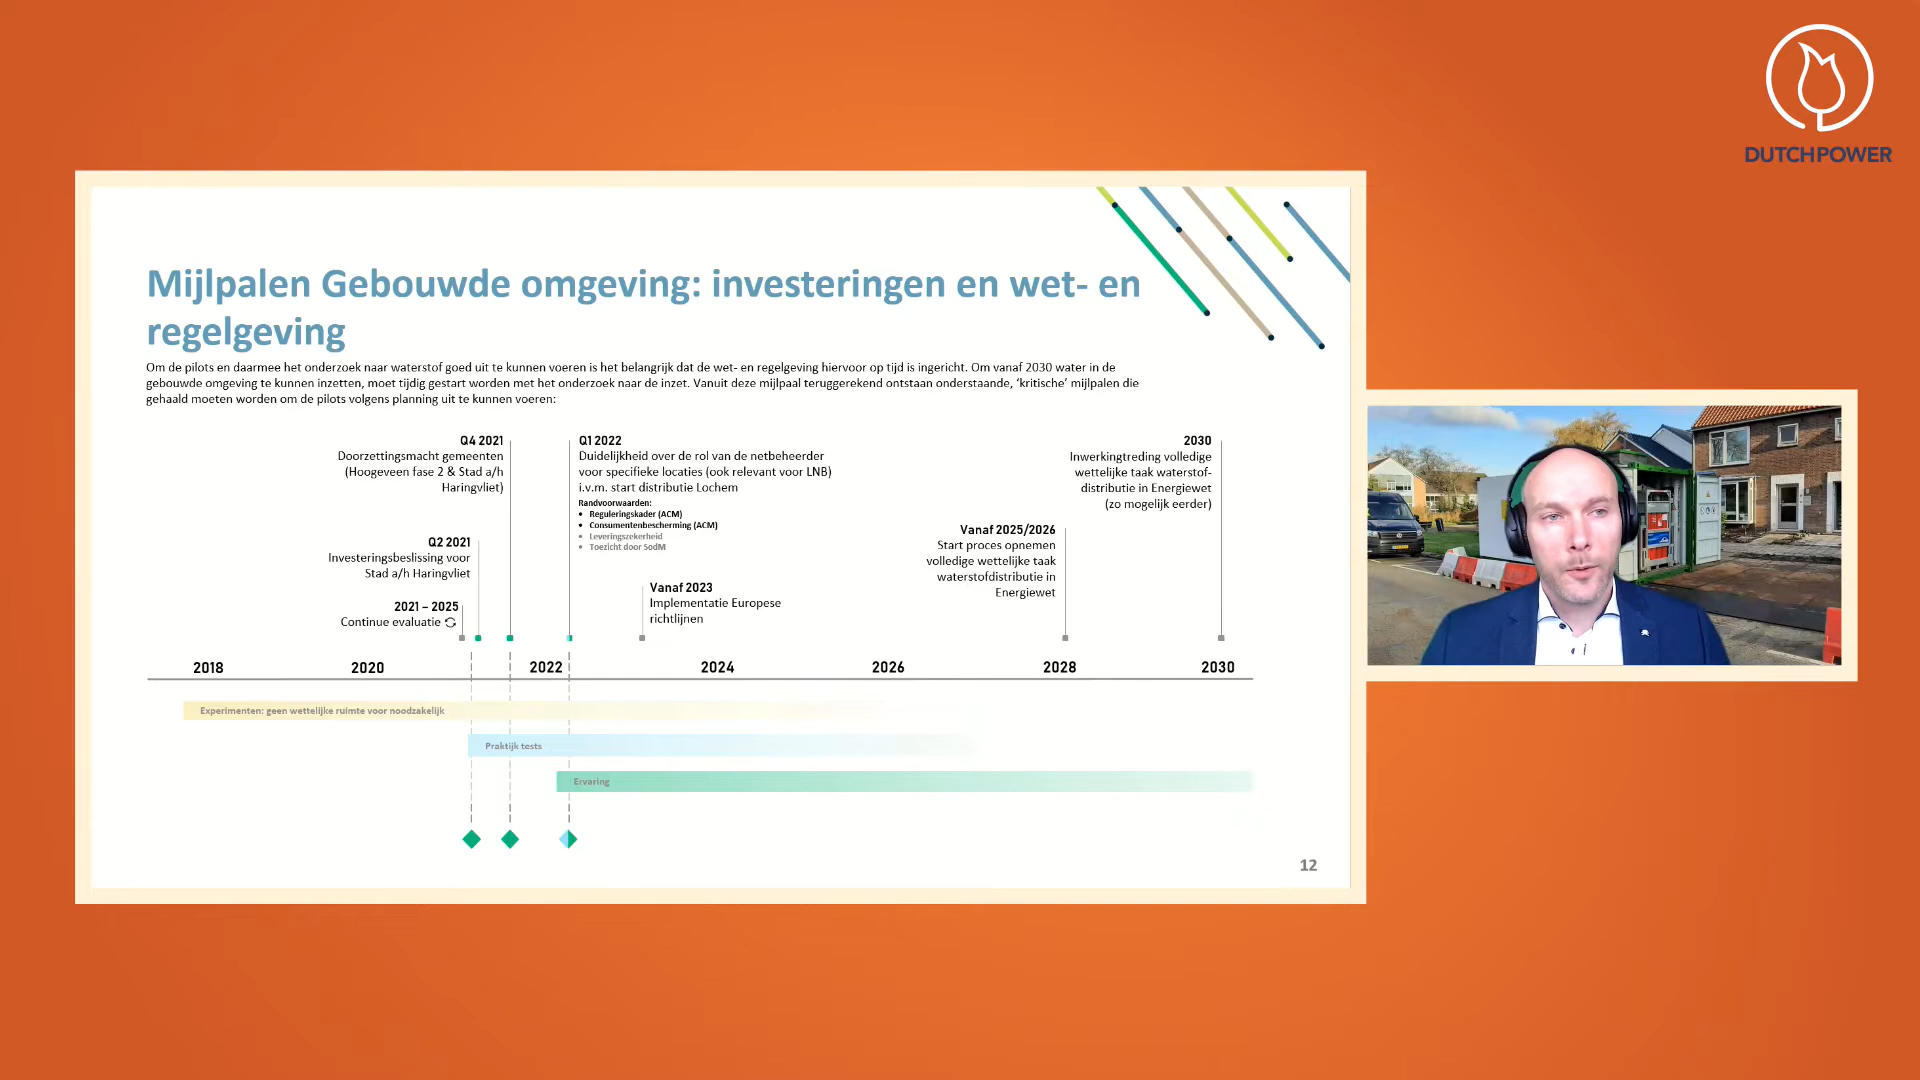 DUTCHPOWER
Mijlpalen Gebouwde omgeving: investeringen en wet- en
regelgeving
Om de pilots en daarmee het onderzoek naar waterstof goed uit te kunnen voeren is het belangrijk dat de wet- en regelgeving hiervoor op tijd is ingericht. Om vanaf 2030 water in de
gebouwde omgeving te kunnen inzetten, moet tijdig gestart worden met het onderzoek naar de inzet. Vanuit deze mijlpaal teruggerekend ontstaan onderstaande, ‘kritische’ mijlpalen die
gehaald moeten worden om de pilots volgens planning uit te kunnen voeren:
Q4 2021
Doorzettingsmacht gemeenten
(Hoogeveen fase 2 & Stad a/h
Haringvliet)
Q1 2022
Duidelijkheid over de rol van de netbeheerder
voor specifieke locaties (ook relevant voor LNB)
i.v.m. start distributie Lochem
Randvoorwaarden:
• Reguleringskader (ACM)
• Consumentenbescherming (ACM)
• Leveringszekerheid
• Toezicht door SodM
2030
Inwerkingtreding volledige
wettelijke taak waterstof-
distributie in Energiewet
(zo mogelijk eerder)
Q2 2021
Investeringsbeslissing voor
Stad a/h Haringvliet
Vanaf 2025/2026
Start proces opnemen
volledige wettelijke taak
waterstofdistributie in
Energiewet
2021 – 2025
Continue evaluatie
Vanaf 2023
Implementatie Europese
richtlijnen
2018 2020 2022 2024 2026 2028 2030
Experimenten: geen wettelijke ruimte voor noodzakelijk
Praktijk tests
Ervaring
12